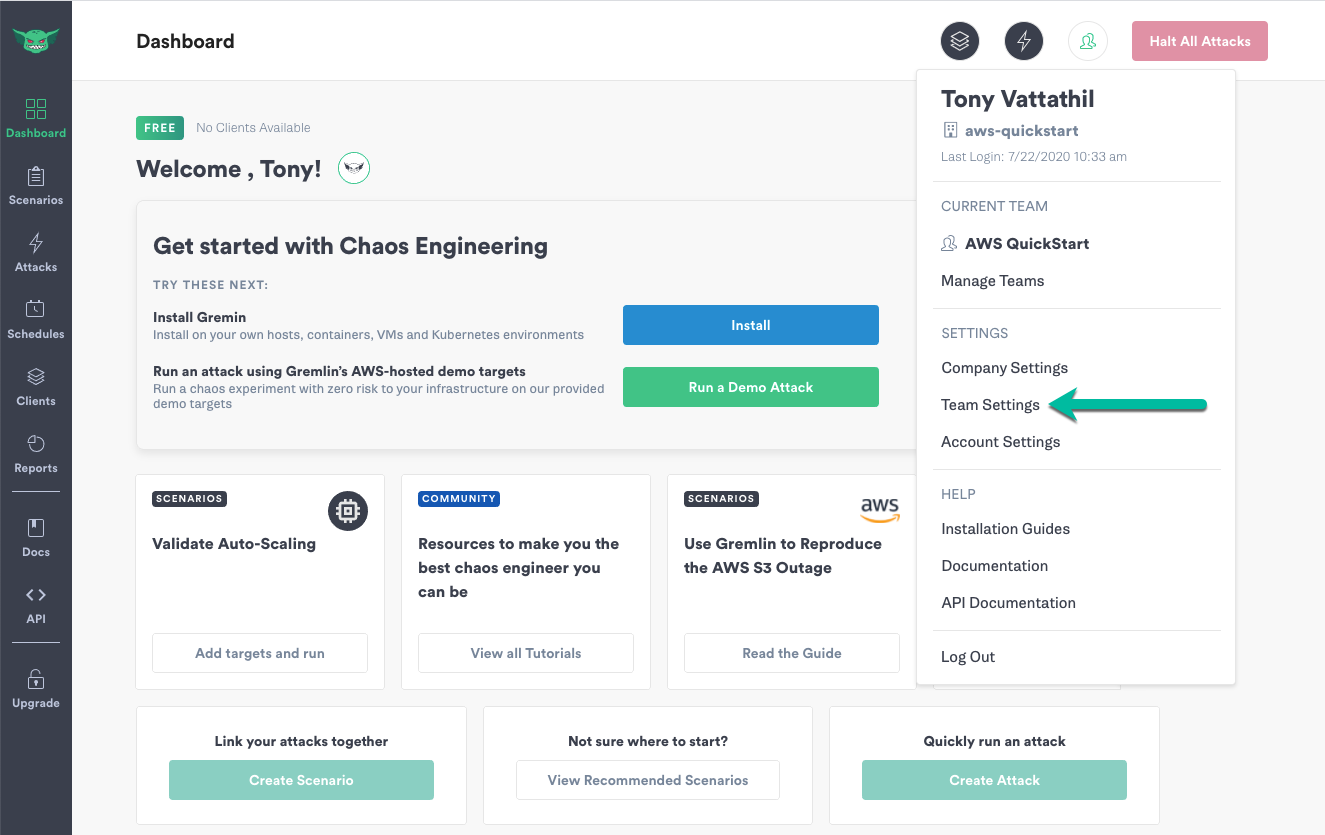 Dashboard
Halt All Attacks
Dashboard
Scenarios
Attacks
Schedules
Clients
Reports
Docs
API
Upgrade
FREE
No Clients Available
Welcome , Tony!
Get started with Chaos Engineering
TRY THESE NEXT:
Install Gremin
Install on your own hosts, containers, VMs and Kubernetes environments
Install
Run an attack using Gremlin’s AWS-hosted demo targets
Run a chaos experiment with zero risk to your infrastructure on our provided
demo targets
Run a Demo Attack
SCENARIOS
Validate Auto-Scaling
Add targets and run
COMMUNITY
Resources to make you the
best chaos engineer you
can be
View all Tutorials
SCENARIOS
aws
Use Gremlin to Reproduce
the AWS S3 Outage
Read the Guide
Link your attacks together
Create Scenario
Not sure where to start?
View Recommended Scenarios
Quickly run an attack
Create Attack
Tony Vattathil
aws-quickstart
Last Login: 7/22/2020 10:33 am
CURRENT TEAM
AWS QuickStart
Manage Teams
SETTINGS
Company Settings
Team Settings
Account Settings
HELP
Installation Guides
Documentation
API Documentation
Log Out